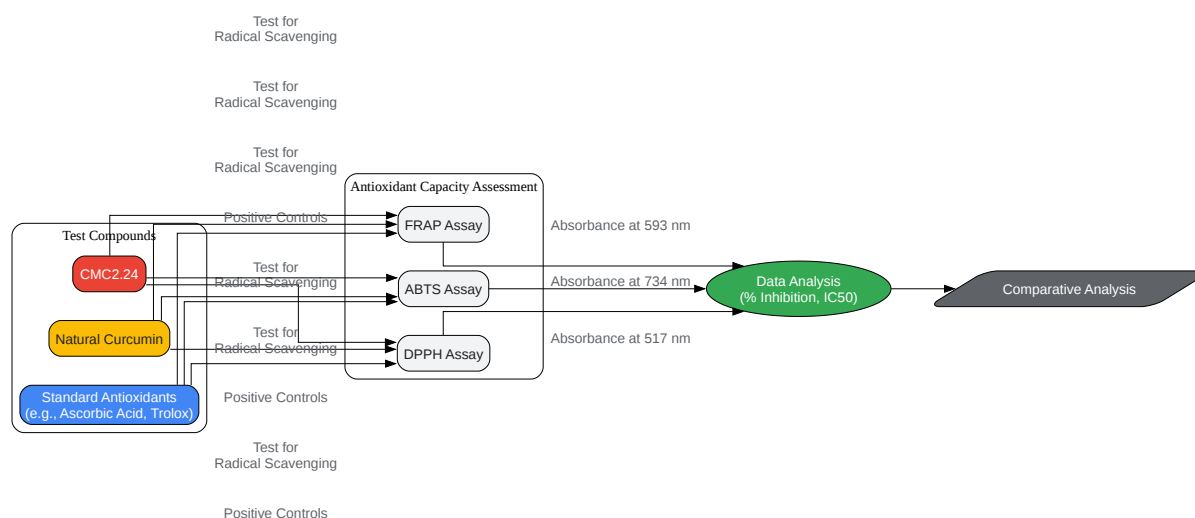 Test for
Radical Scavenging
Test for
Radical Scavenging
Test for
Radical Scavenging
Positive Controls
Test for
Radical Scavenging
Test for
Radical Scavenging
Positive Controls
Test for
Radical Scavenging
Positive Controls
Test Compounds
CMC2.24
Natural Curcumin
Standard Antioxidants
(e.g., Ascorbic Acid, Trolox)
Antioxidant Capacity Assessment
FRAP Assay
ABTS Assay
DPPH Assay
Absorbance at 593 nm
Absorbance at 734 nm
Absorbance at 517 nm
Data Analysis
(% Inhibition, IC50)
Comparative Analysis